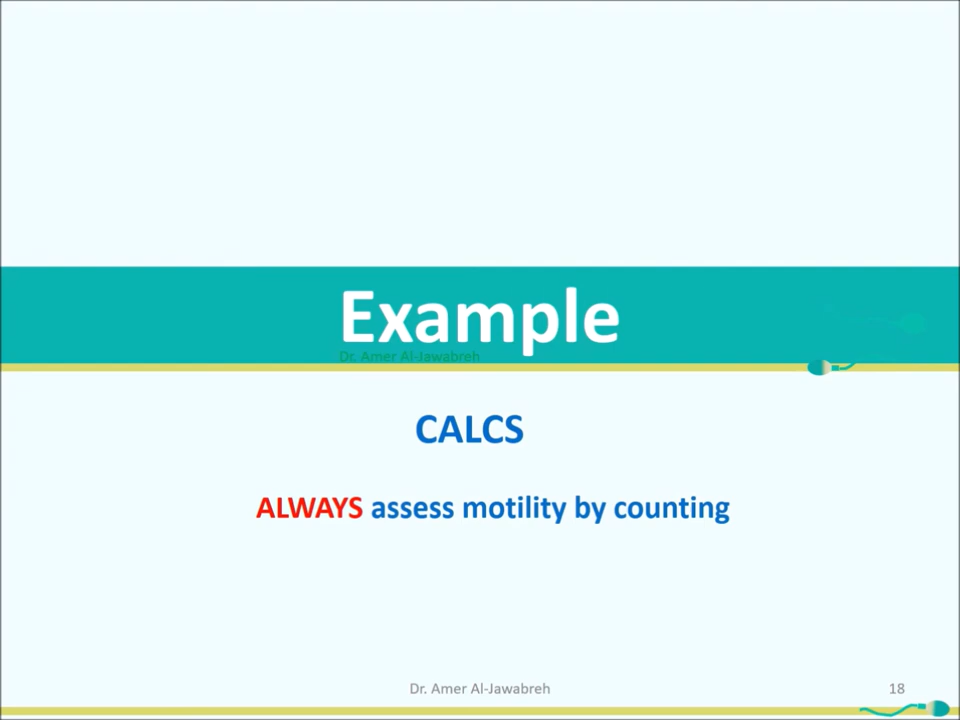 Example
Dr. Amer Al-Jawabreh
CALCS
ALWAYS assess motility by counting
Dr. Amer Al-Jawabreh
18